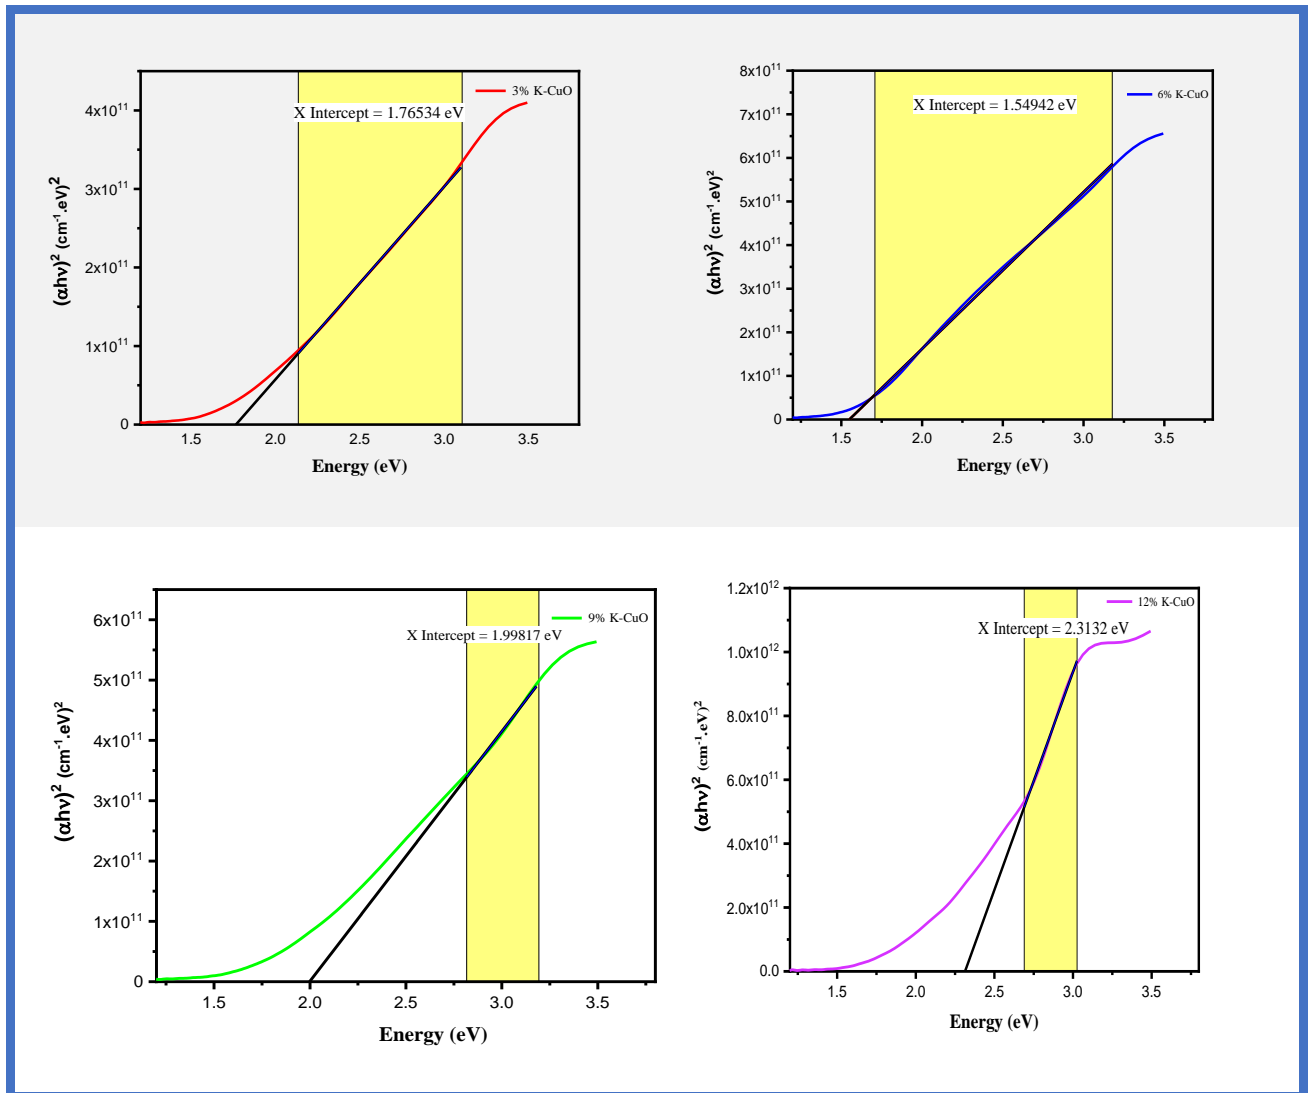 3% K-CuO
X Intercept = 1.76534 eV
4x10¹¹
3x10¹¹
2x10¹¹
1x10¹¹
0
1.5 2.0 2.5 3.0 3.5
Energy (eV)
(αhν)² (cm⁻¹.eV)²
6% K-CuO
X Intercept = 1.54942 eV
8x10¹¹
7x10¹¹
6x10¹¹
5x10¹¹
4x10¹¹
3x10¹¹
2x10¹¹
1x10¹¹
0
1.5 2.0 2.5 3.0 3.5
Energy (eV)
(αhν)² (cm⁻¹.eV)²
9% K-CuO
X Intercept = 1.99817 eV
6x10¹¹
5x10¹¹
4x10¹¹
3x10¹¹
2x10¹¹
1x10¹¹
0
1.5 2.0 2.5 3.0 3.5
Energy (eV)
(αhν)² (cm⁻¹.eV)²
12% K-CuO
X Intercept = 2.3132 eV
1.2x10¹²
1.0x10¹²
8.0x10¹¹
6.0x10¹¹
4.0x10¹¹
2.0x10¹¹
0.0
1.5 2.0 2.5 3.0 3.5
Energy (eV)
(αhν)² (cm⁻¹.eV)²